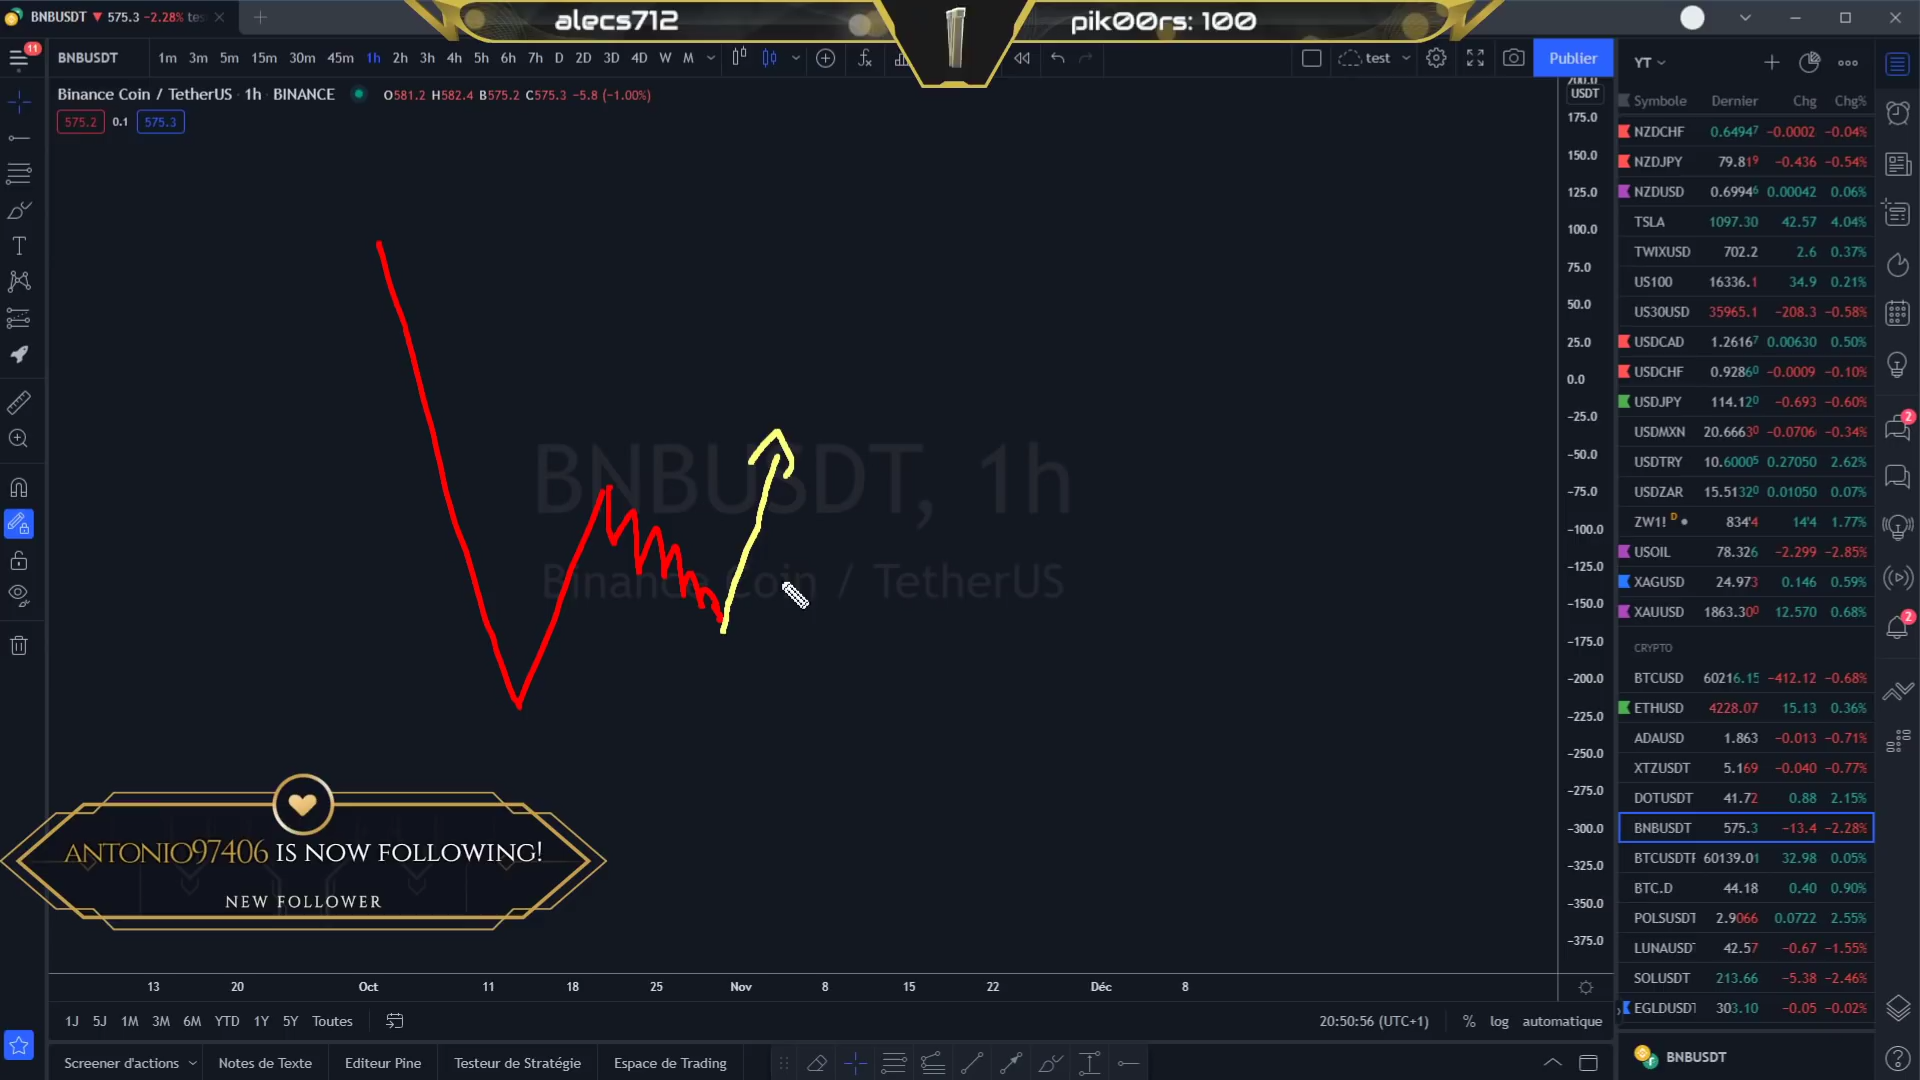 BNBUSDT ▼ 575.3 −2.28% tes
alecs712
pik00rs: 100
11
BNBUSDT 1m 3m 5m 15m 30m 45m 1h 2h 3h 4h 5h 6h 7h D 2D 3D 4D W M
test
Publier
YT
Binance Coin / TetherUS · 1h · BINANCE O581.2 H582.4 B575.2 C575.3 −5.8 (−1.00%)
575.2 0.1 575.3
USDT
175.0
150.0
125.0
100.0
75.0
50.0
25.0
0.0
−25.0
−50.0
−75.0
−100.0
−125.0
−150.0
−175.0
−200.0
−225.0
−250.0
−275.0
−300.0
−325.0
−350.0
−375.0
BNBUSDT, 1h
Binance Coin / TetherUS
Symbole Dernier Chg Chg%
NZDCHF 0.64947 −0.0002 −0.04%
NZDJPY 79.819 −0.436 −0.54%
NZDUSD 0.69946 0.00042 0.06%
TSLA 1097.30 42.57 4.04%
TWIXUSD 702.2 2.6 0.37%
US100 16336.1 34.9 0.21%
US30USD 35965.1 −208.3 −0.58%
USDCAD 1.26167 0.00630 0.50%
USDCHF 0.92860 −0.0009 −0.10%
USDJPY 114.120 −0.693 −0.60%
USDMXN 20.66630 −0.0706 −0.34%
USDTRY 10.60005 0.27050 2.62%
USDZAR 15.51320 0.01050 0.07%
ZW1! D 834'4 14'4 1.77%
USOIL 78.326 −2.299 −2.85%
XAGUSD 24.973 0.146 0.59%
XAUUSD 1863.300 12.570 0.68%
CRYPTO
BTCUSD 60216.15 −412.12 −0.68%
ETHUSD 4228.07 15.13 0.36%
ADAUSD 1.863 −0.013 −0.71%
XTZUSDT 5.169 −0.040 −0.77%
DOTUSDT 41.72 0.88 2.15%
BNBUSDT 575.3 −13.4 −2.28%
BTCUSDTP 60139.01 32.98 0.05%
BTC.D 44.18 0.40 0.90%
POLSUSDT 2.9066 0.0722 2.55%
LUNAUSDT 42.57 −0.67 −1.55%
SOLUSDT 213.66 −5.38 −2.46%
EGLDUSDT 303.10 −0.05 −0.02%
BNBUSDT
2
2
ANTONIO97406 IS NOW FOLLOWING!
NEW FOLLOWER
13 20 Oct 11 18 25 Nov 8 15 22 Déc 8
1J 5J 1M 3M 6M YTD 1Y 5Y Toutes
20:50:56 (UTC+1) % log automatique
Screener d'actions Notes de Texte Editeur Pine Testeur de Stratégie Espace de Trading